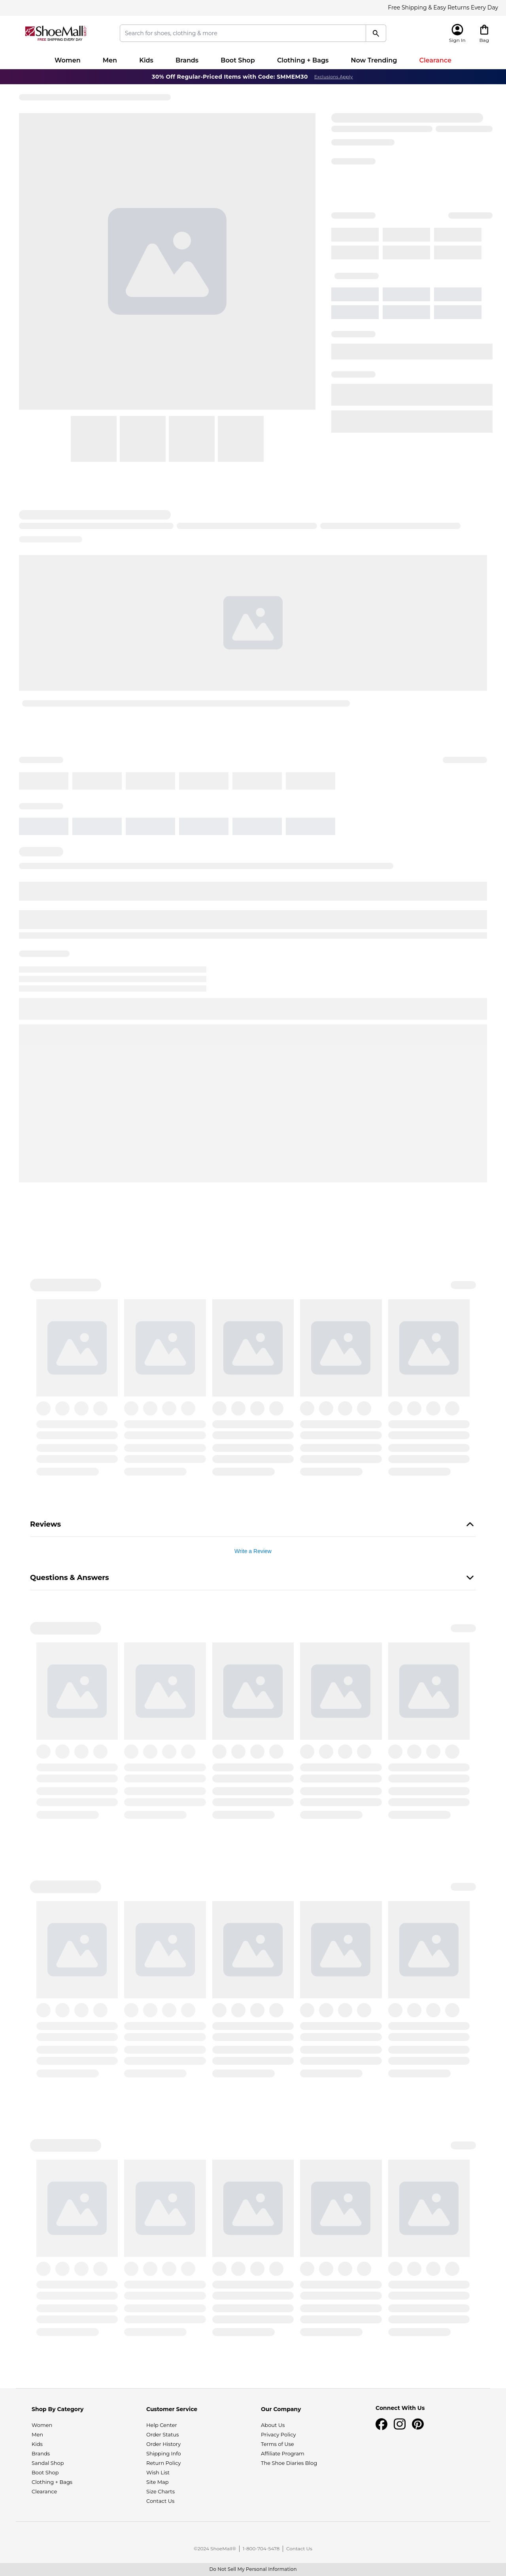 Free Shipping & Easy Returns Every Day
ShoeMall
FREE SHIPPING EVERY DAY
Search for shoes, clothing & more
Sign In
Bag
Women
Men
Kids
Brands
Boot Shop
Clothing + Bags
Now Trending
Clearance
30% Off Regular-Priced Items with Code: SMMEM30
Exclusions Apply
Reviews
Write a Review
Questions & Answers
Shop By Category
Women
Men
Kids
Brands
Sandal Shop
Boot Shop
Clothing + Bags
Clearance
Customer Service
Help Center
Order Status
Order History
Shipping Info
Return Policy
Wish List
Site Map
Size Charts
Contact Us
Our Company
About Us
Privacy Policy
Terms of Use
Affiliate Program
The Shoe Diaries Blog
Connect With Us
©2024 ShoeMall®
1-800-704-5478
Contact Us
Do Not Sell My Personal Information